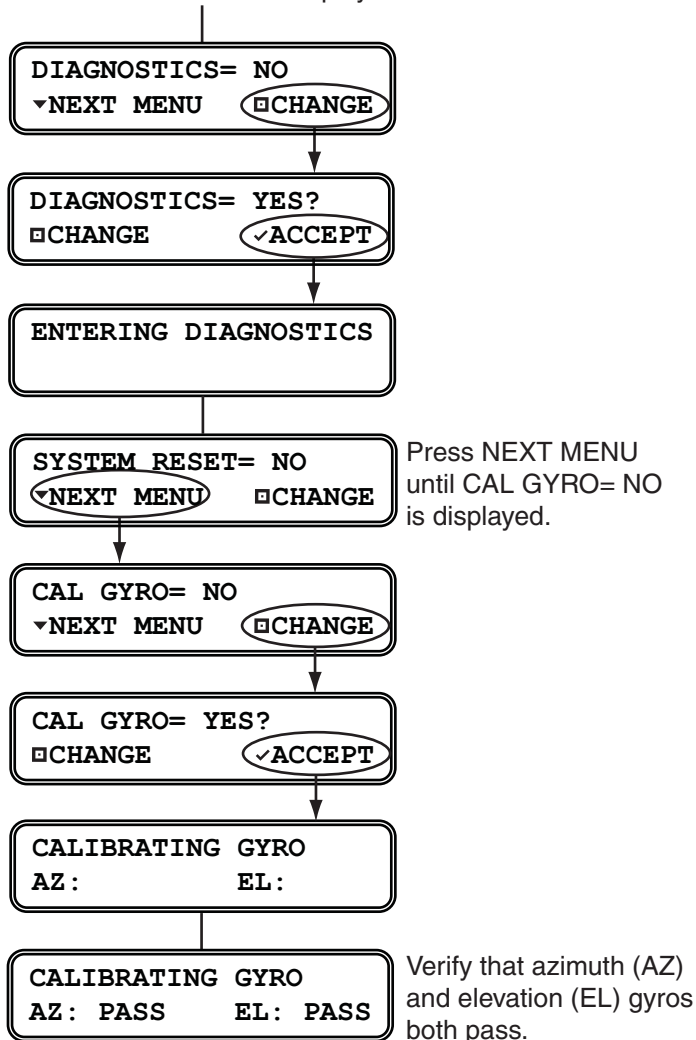 DIAGNOSTICS= NO
▼NEXT MENU ⊡CHANGE
DIAGNOSTICS= YES?
⊡CHANGE ✓ACCEPT
ENTERING DIAGNOSTICS
SYSTEM RESET= NO
▼NEXT MENU ⊡CHANGE
Press NEXT MENU
until CAL GYRO= NO
is displayed.
CAL GYRO= NO
▼NEXT MENU ⊡CHANGE
CAL GYRO= YES?
⊡CHANGE ✓ACCEPT
CALIBRATING GYRO
AZ: EL:
CALIBRATING GYRO
AZ: PASS EL: PASS
Verify that azimuth (AZ)
and elevation (EL) gyros
both pass.